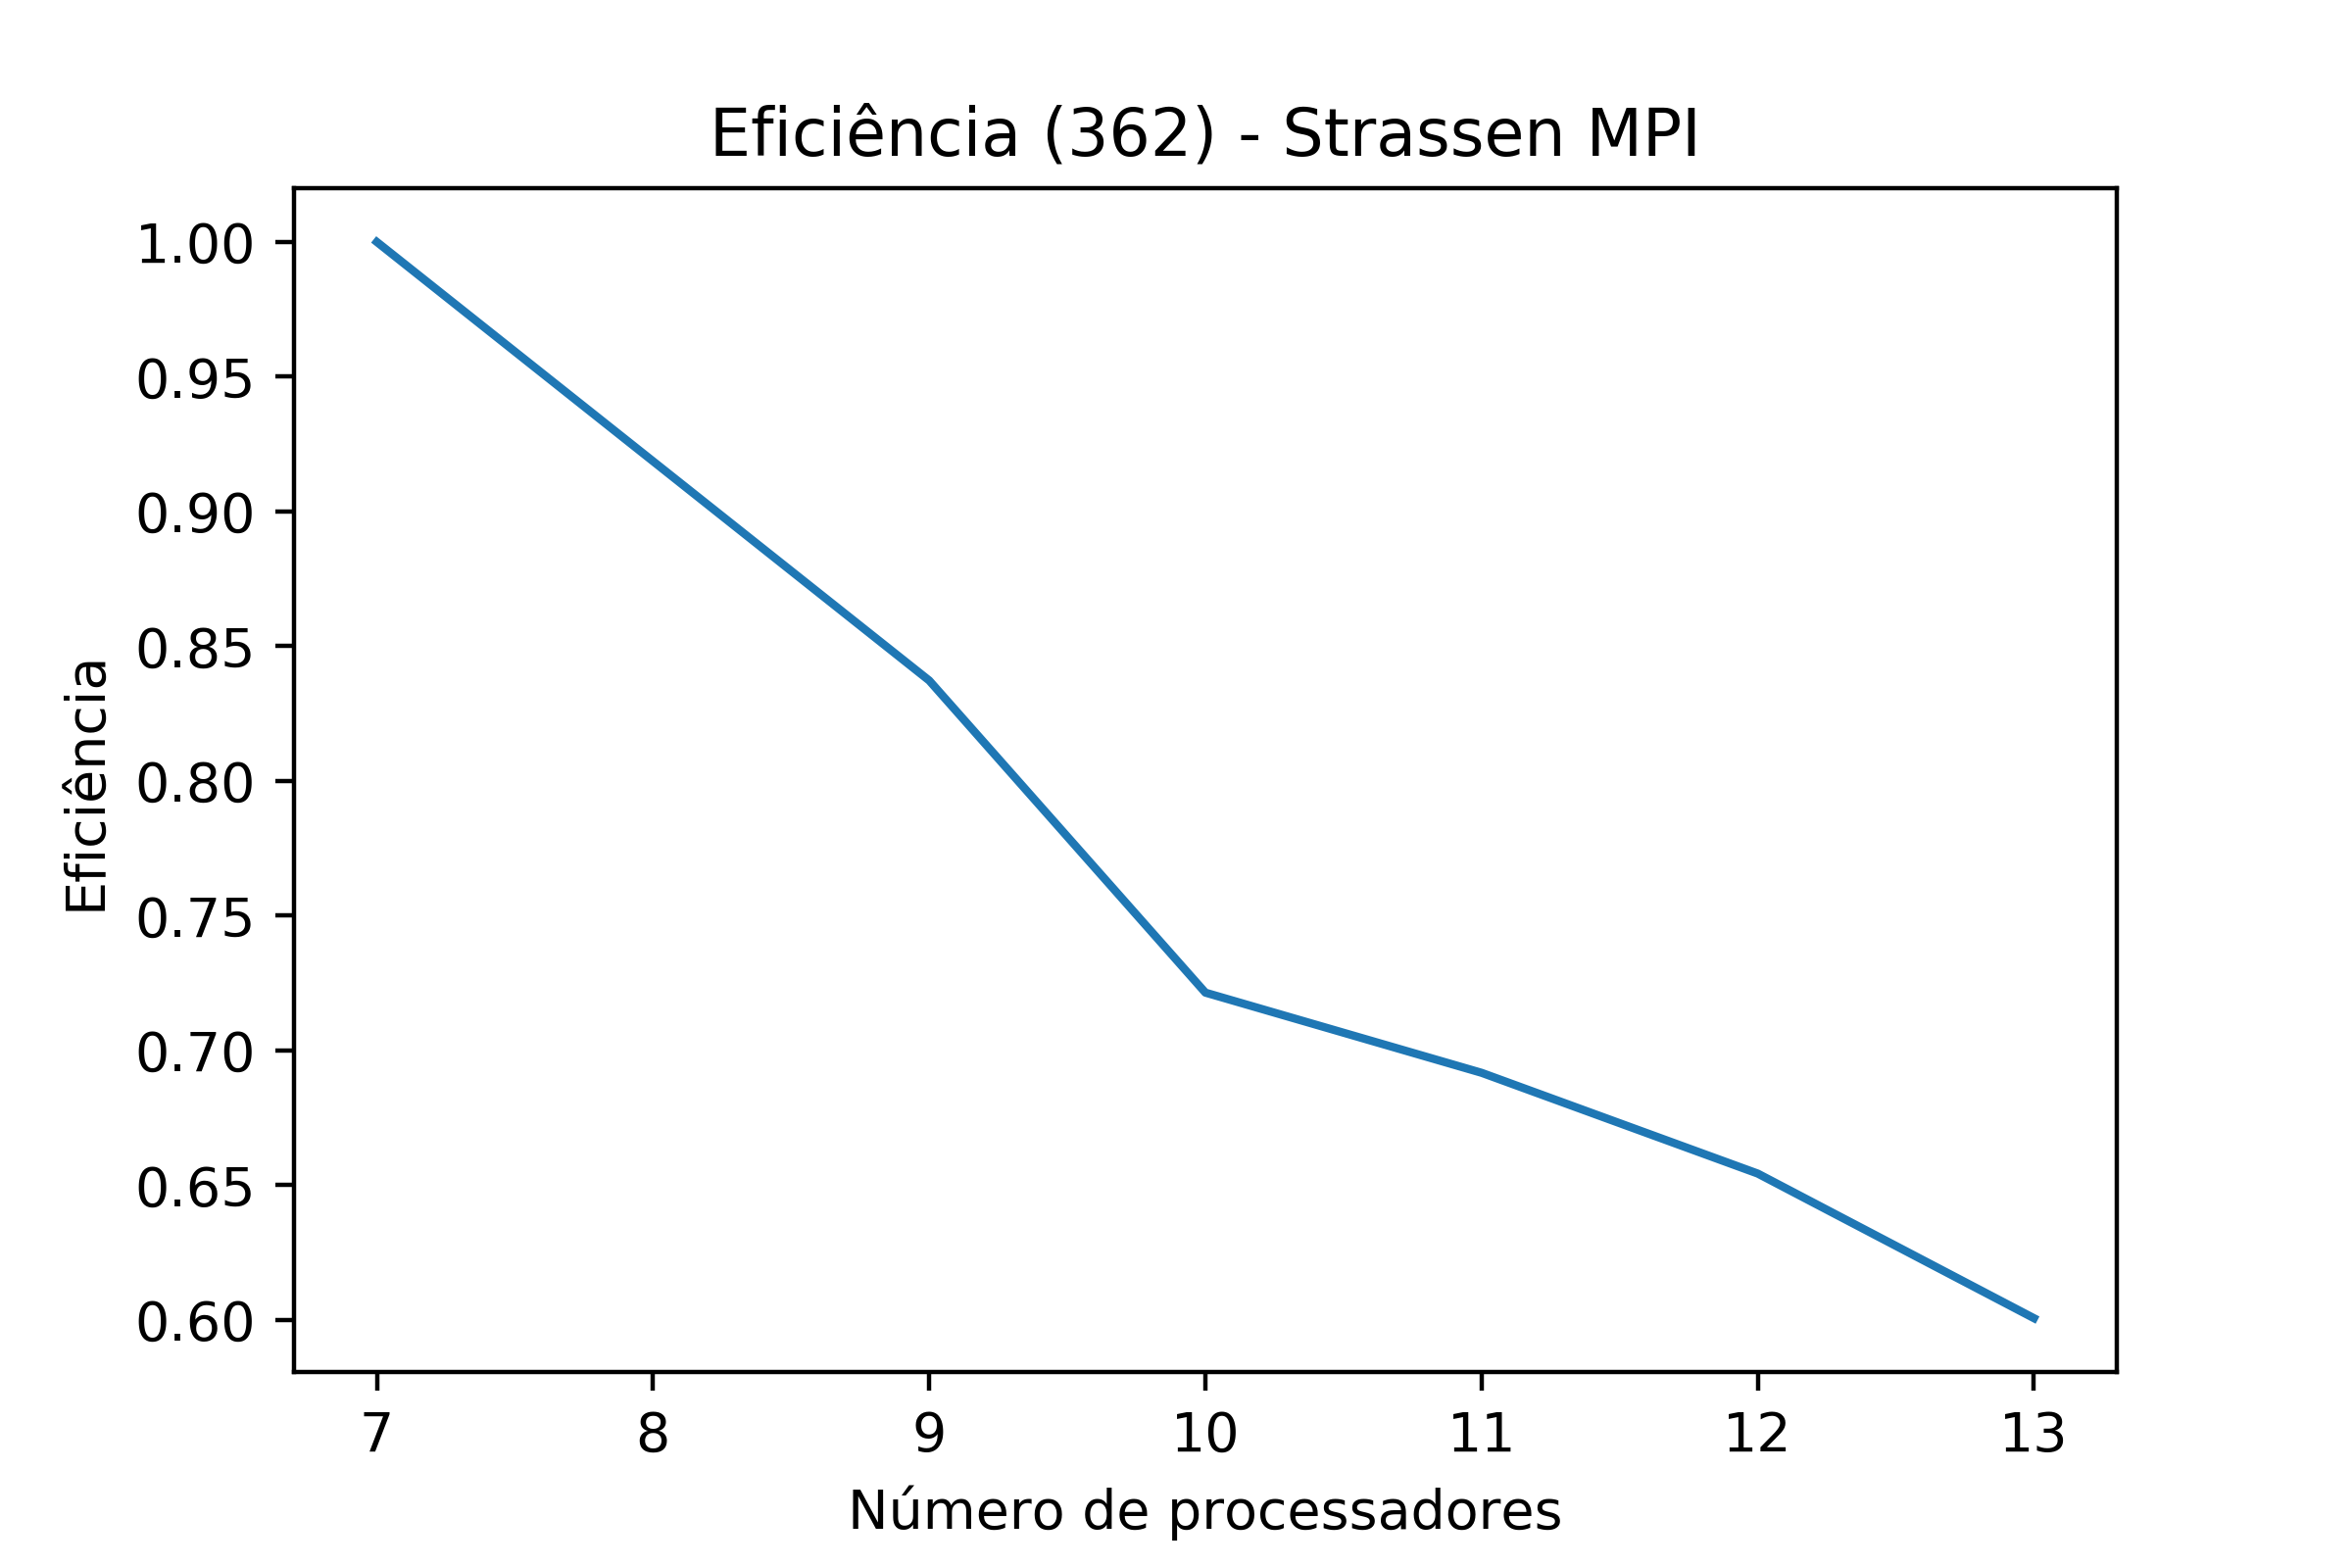 Eficiência (362) - Strassen MPI
Eficiência
1.00
0.95
0.90
0.85
0.80
0.75
0.70
0.65
0.60
7 8 9 10 11 12 13
Número de processadores